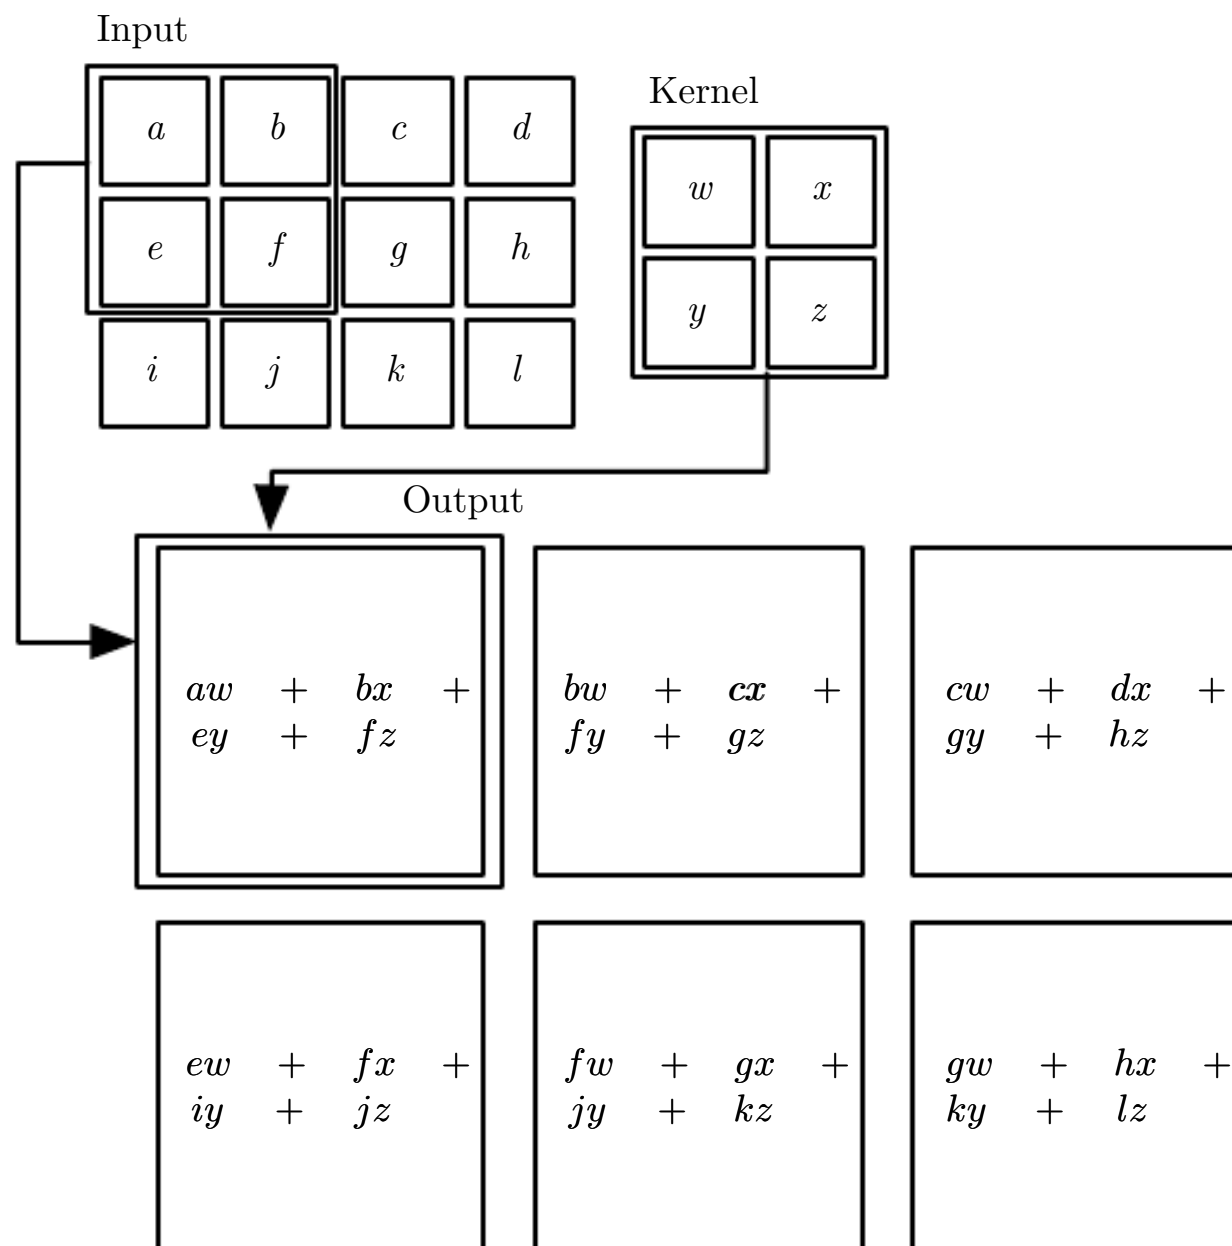 Input
Kernel
a b c d
w x
e f g h
y z
i j k l
Output
aw + bx +
ey + fz
bw + cx +
fy + gz
cw + dx +
gy + hz
ew + fx +
iy + jz
fw + gx +
jy + kz
gw + hx +
ky + lz